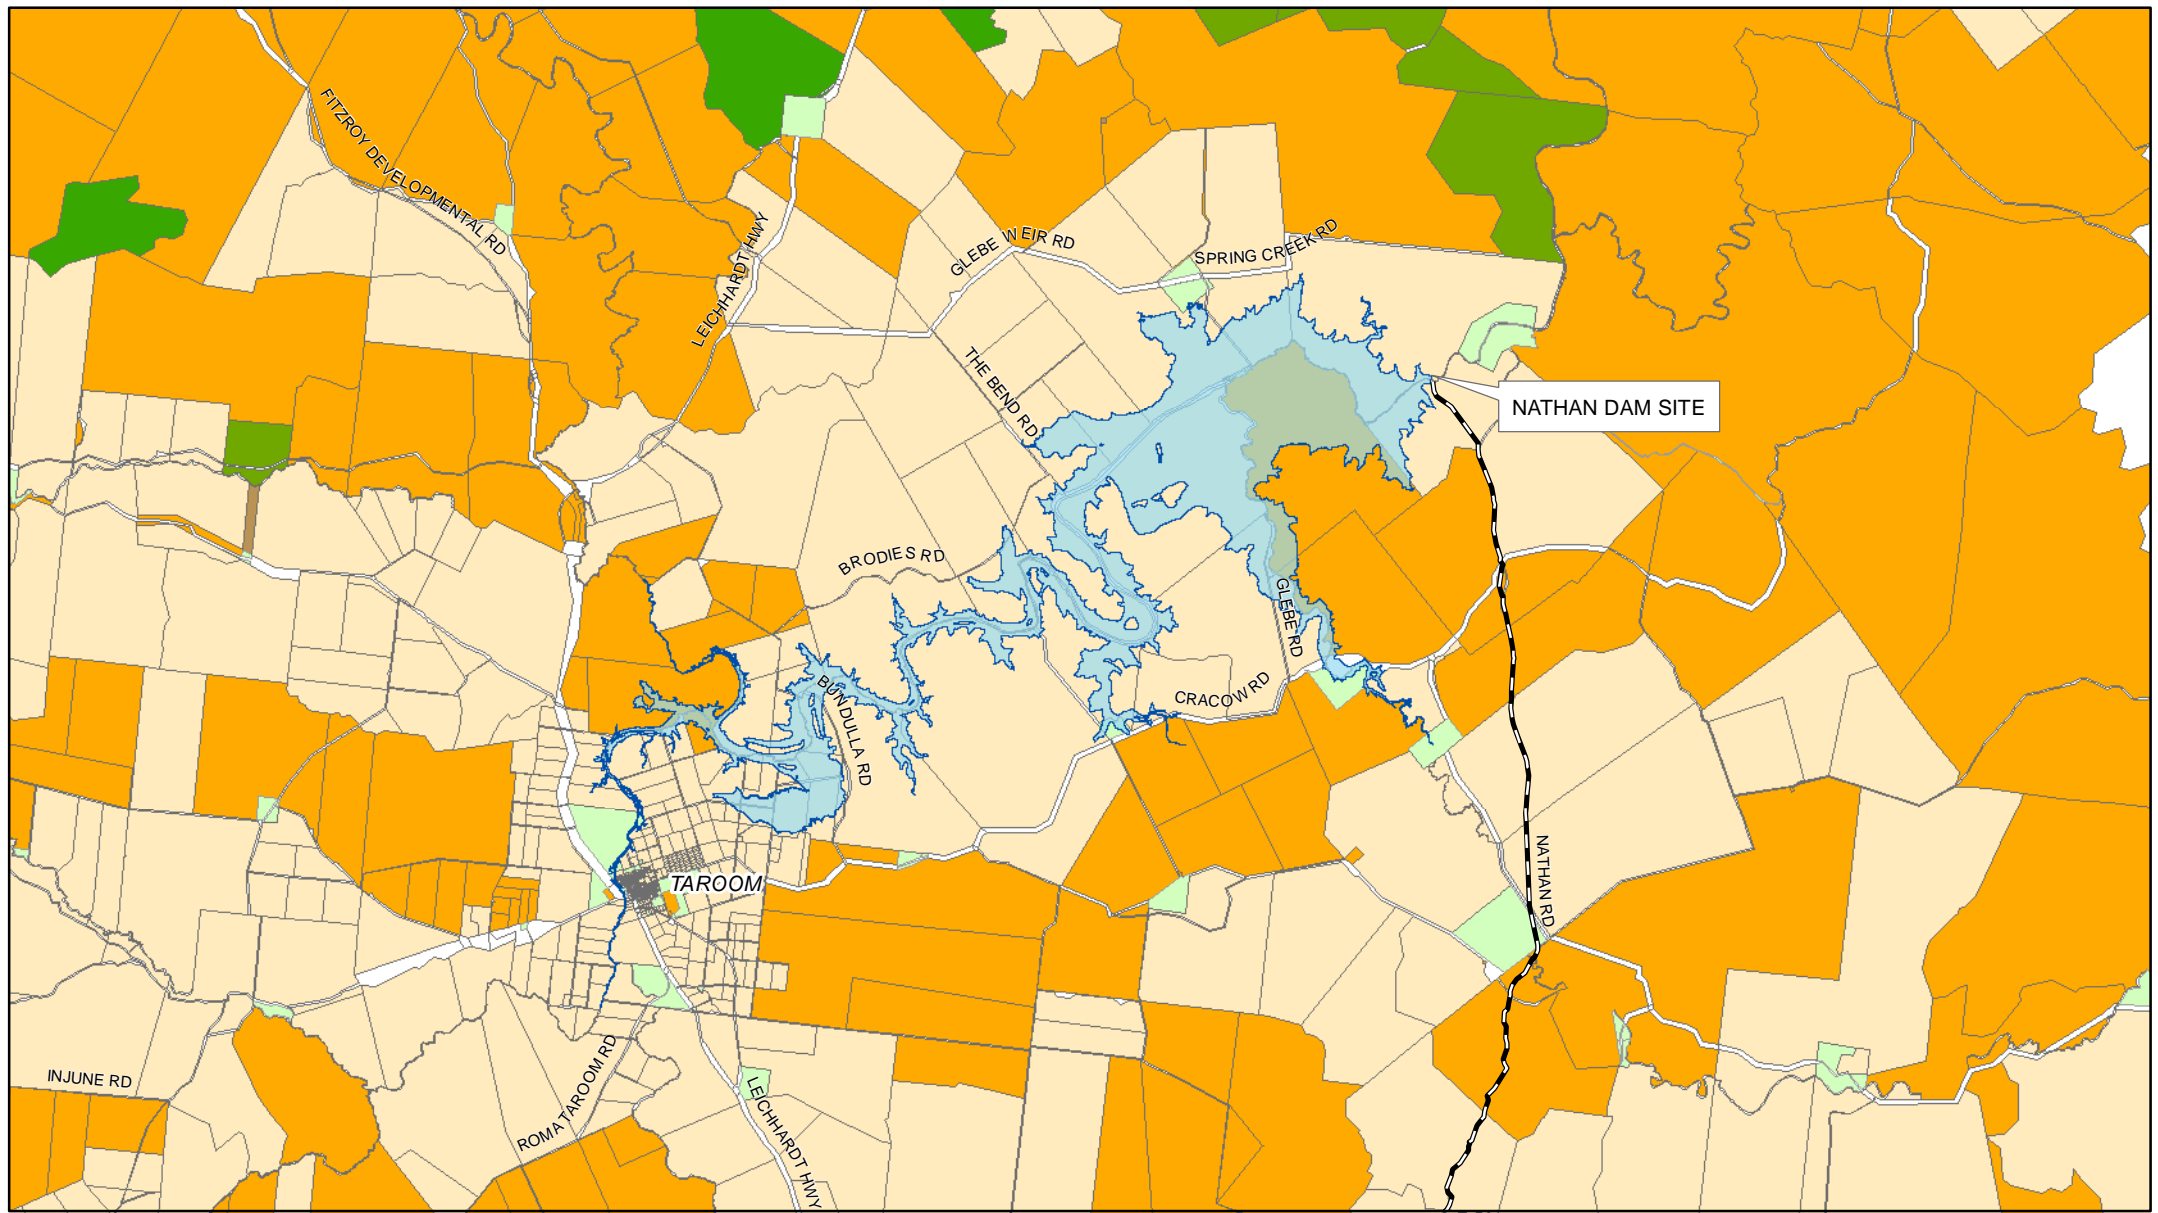 FITZROY DEVELOPMENTAL RD
LEICHHARDT HWY
GLEBE WEIR RD
SPRING CREEK RD
THE BEND RD
NATHAN DAM SITE
BRODIES RD
GLEBE RD
CRACOW RD
BUNDULLA RD
NATHAN RD
TAROOM
INJUNE RD
ROMA TAROOM RD
LEICHHARDT HWY